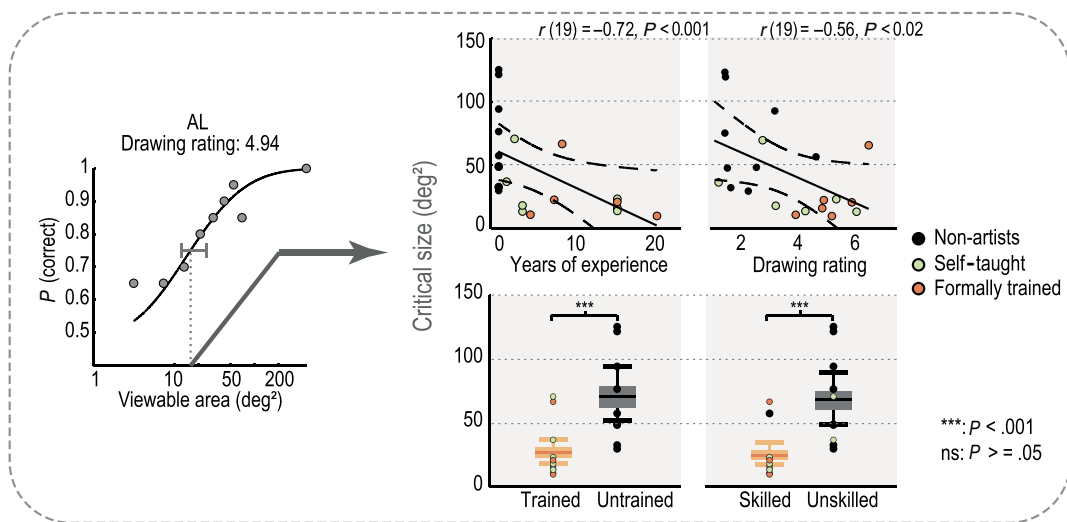 AL
Drawing rating: 4.94
P (correct)
1
0.9
0.8
0.7
0.6
0.5
1
10
50
200
Viewable area (deg²)
Critical size (deg²)
r (19) = −0.72, P < 0.001
150
100
50
0
0
10
20
Years of experience
r (19) = −0.56, P < 0.02
2
4
6
Drawing rating
Non-artists
Self-taught
Formally trained
150
100
50
0
***
Trained
Untrained
***
Skilled
Unskilled
***: P < .001
ns: P > = .05